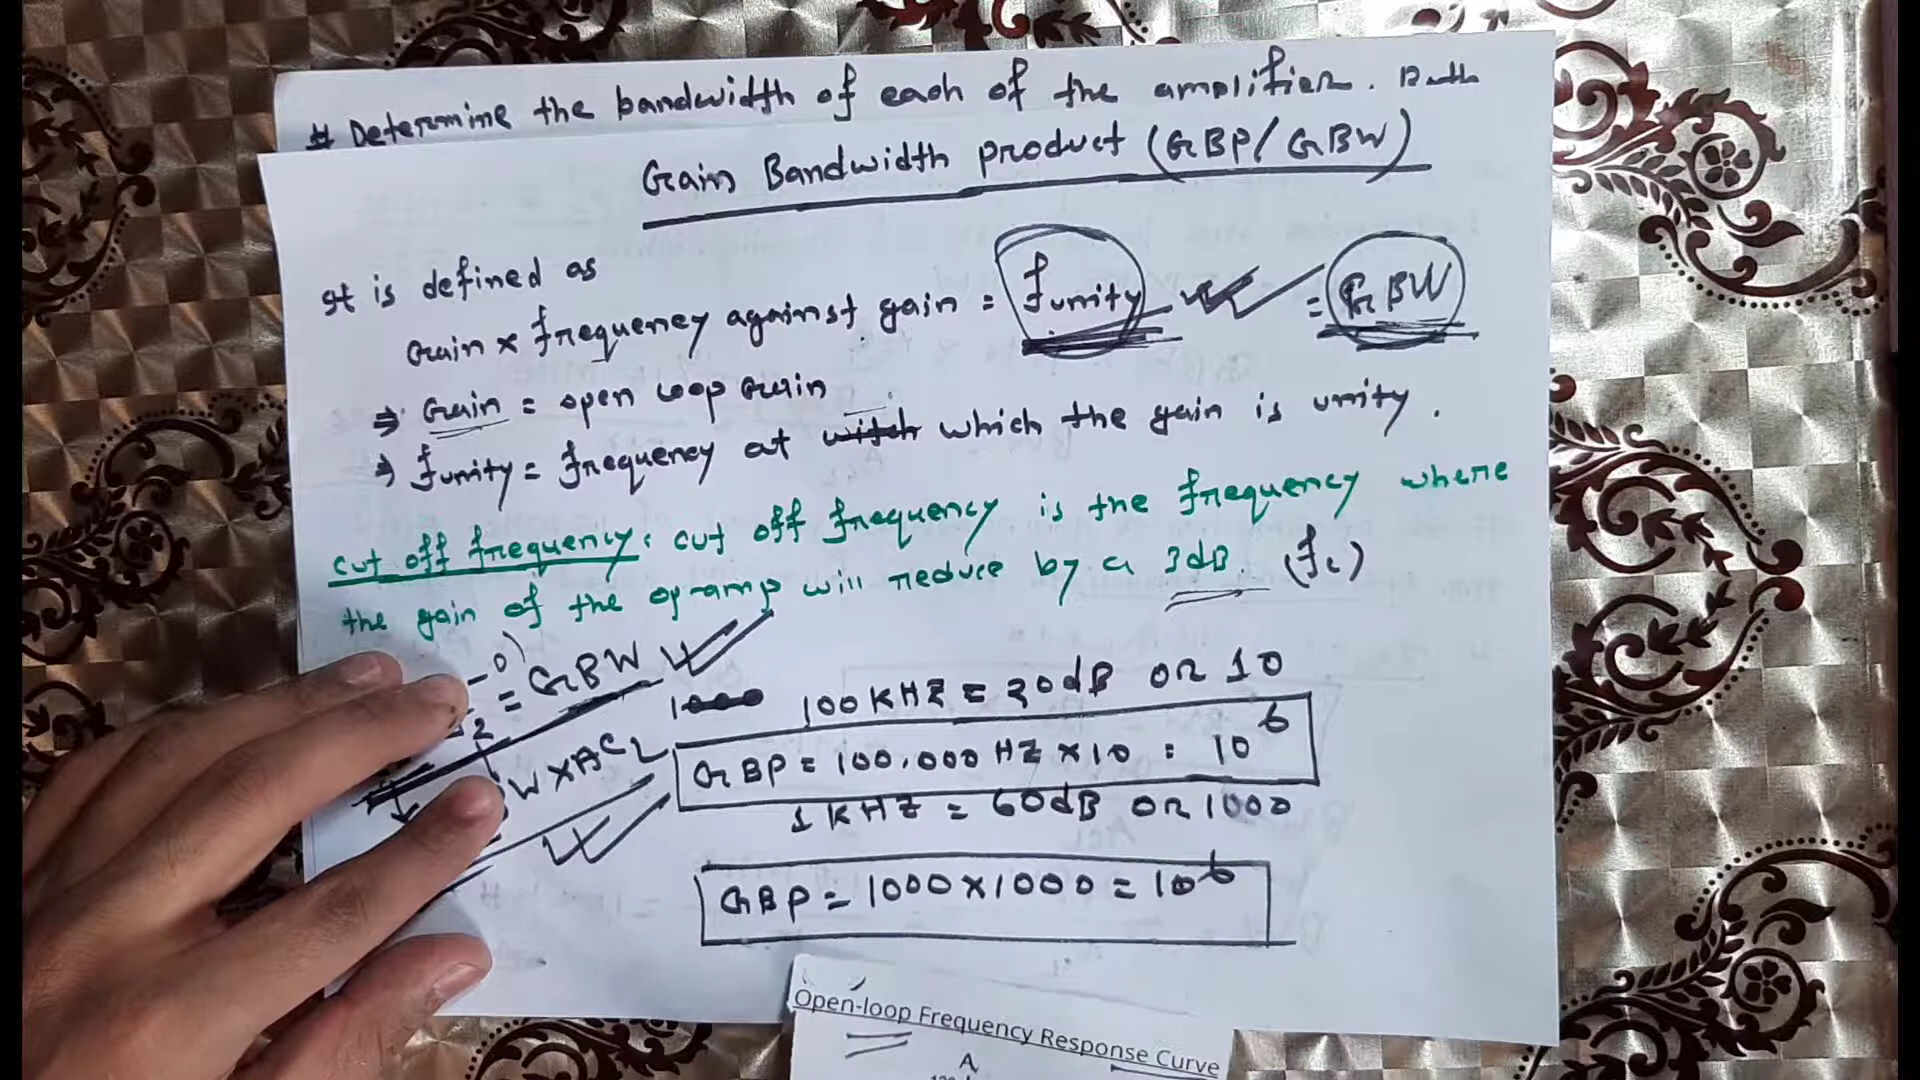 # Determine the bandwidth of each of the amplifier. Both
Gain Bandwidth product (GBP/GBW)
It is defined as
Gain x frequency against gain = funity = GBW
⇒ Gain = open loop Gain
⇒ funity = frequency at which the gain is unity.
cut off frequency: cut off frequency is the frequency where
the gain of the op-amp will reduce by a 3dB. (fc)
= GBW
W x ACL
100 KHZ = 20dB OR 10
GBP = 100,000 HZ x 10 = 10^6
1 KHZ = 60dB OR 1000
GBP = 1000 x 1000 = 10^6
Open-loop Frequency Response Curve
A